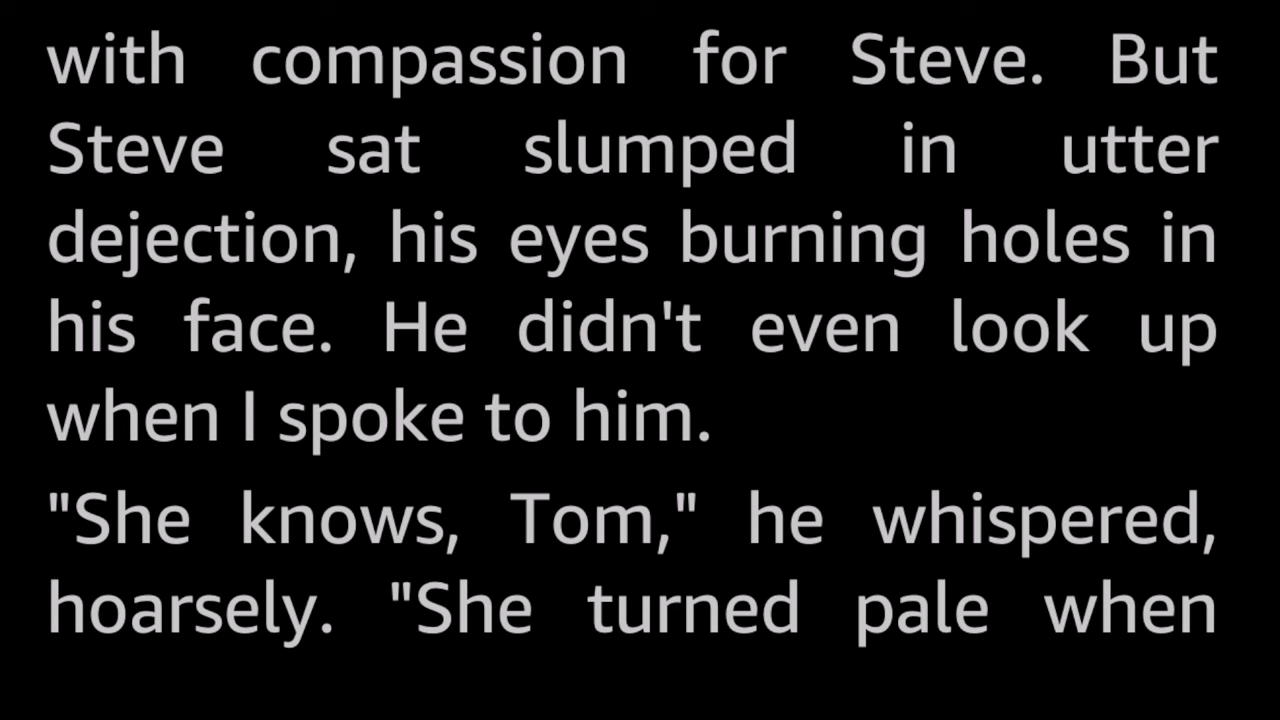 with compassion for Steve. But
Steve sat slumped in utter
dejection, his eyes burning holes in
his face. He didn't even look up
when I spoke to him.
"She knows, Tom," he whispered,
hoarsely. "She turned pale when